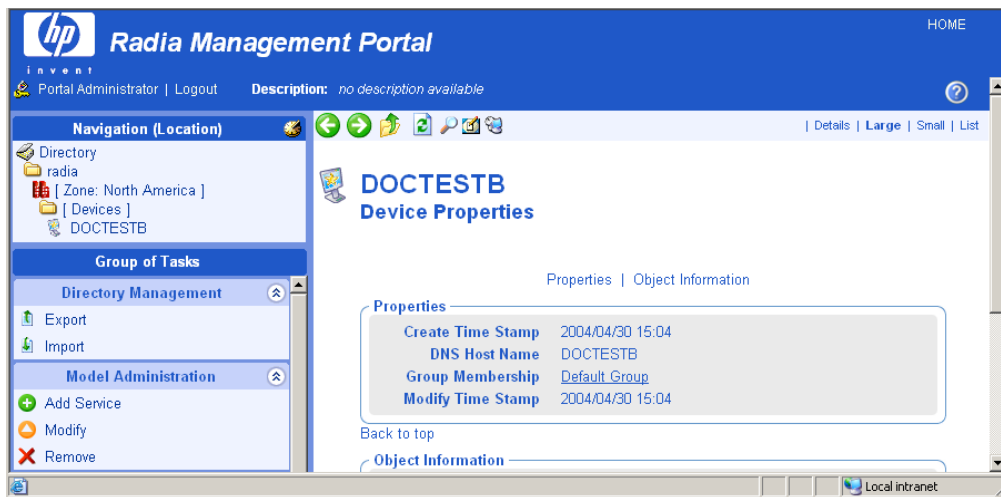 hp
invent
Radia Management Portal
HOME
Portal Administrator | Logout
Description: no description available
Navigation (Location)
| Details | Large | Small | List
Directory
radia
[ Zone: North America ]
[ Devices ]
DOCTESTB
DOCTESTB
Device Properties
Group of Tasks
Directory Management
Export
Import
Model Administration
Add Service
Modify
Remove
Properties | Object Information
Properties
Create Time Stamp 2004/04/30 15:04
DNS Host Name DOCTESTB
Group Membership Default Group
Modify Time Stamp 2004/04/30 15:04
Back to top
Object Information
Local intranet